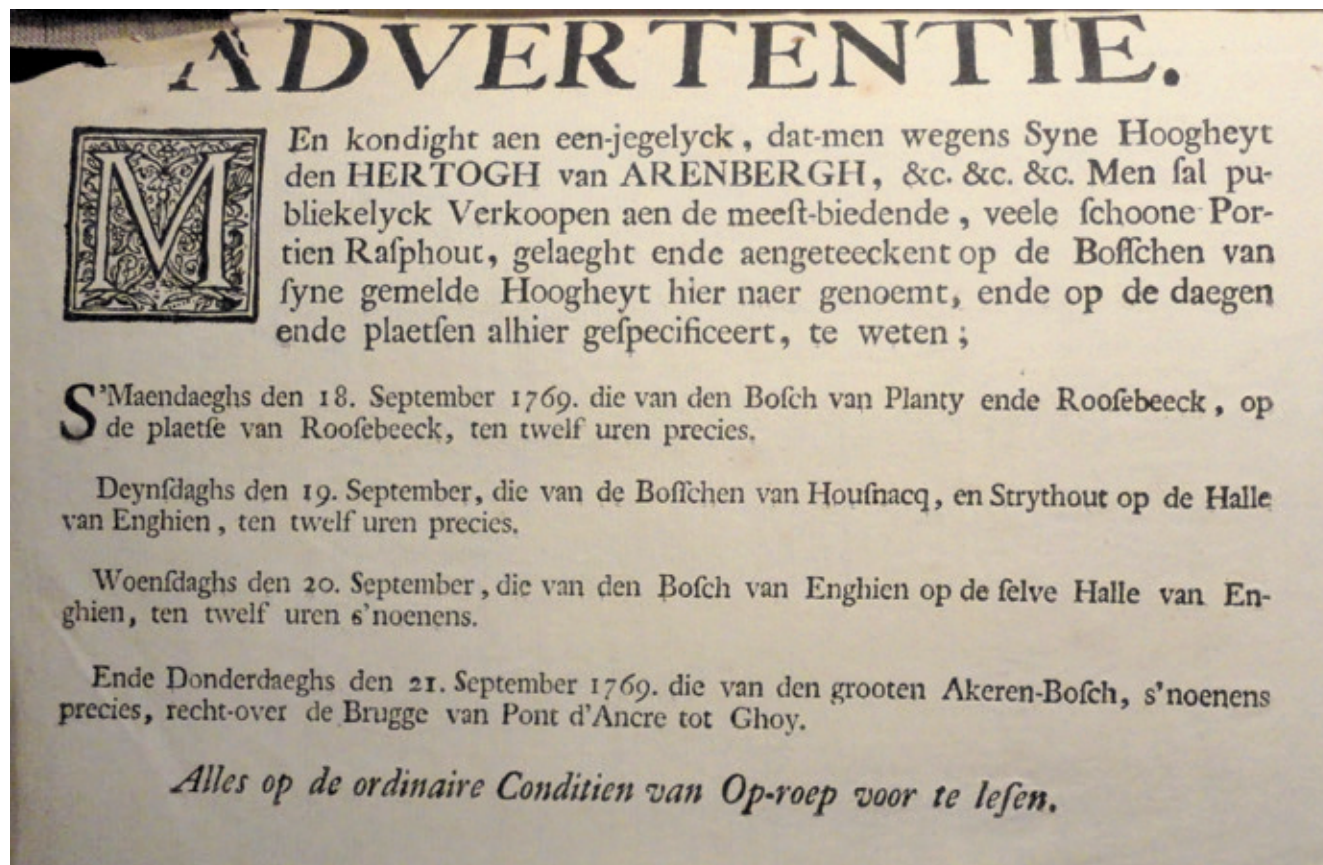 ADVERTENTIE.
MEn kondight aen een-jegelyck, dat-men wegens Syne Hoogheyt
den HERTOGH van ARENBERGH, &c. &c. &c. Men ſal pu-
bliekelyck Verkoopen aen de meeſt-biedende, veele ſchoone Por-
tien Raſphout, gelaeght ende aengeteeckent op de Boſſchen van
ſyne gemelde Hoogheyt hier naer genoemt, ende op de daegen
ende plaetſen alhier geſpecificeert, te weten;
S'Maendaeghs den 18. September 1769. die van den Boſch van Planty ende Rooſebeeck, op
de plaetſe van Rooſebeeck, ten twelf uren precies.
Deynſdaghs den 19. September, die van de Boſſchen van Houſnacq, en Strythout op de Halle
van Enghien, ten twelf uren precies.
Woenſdaghs den 20. September, die van den Boſch van Enghien op de ſelve Halle van En-
ghien, ten twelf uren s'noenens.
Ende Donderdaeghs den 21. September 1769. die van den grooten Akeren-Boſch, s'noenens
precies, recht-over de Brugge van Pont d'Ancre tot Ghoy.
Alles op de ordinaire Conditien van Op-roep voor te leſen.